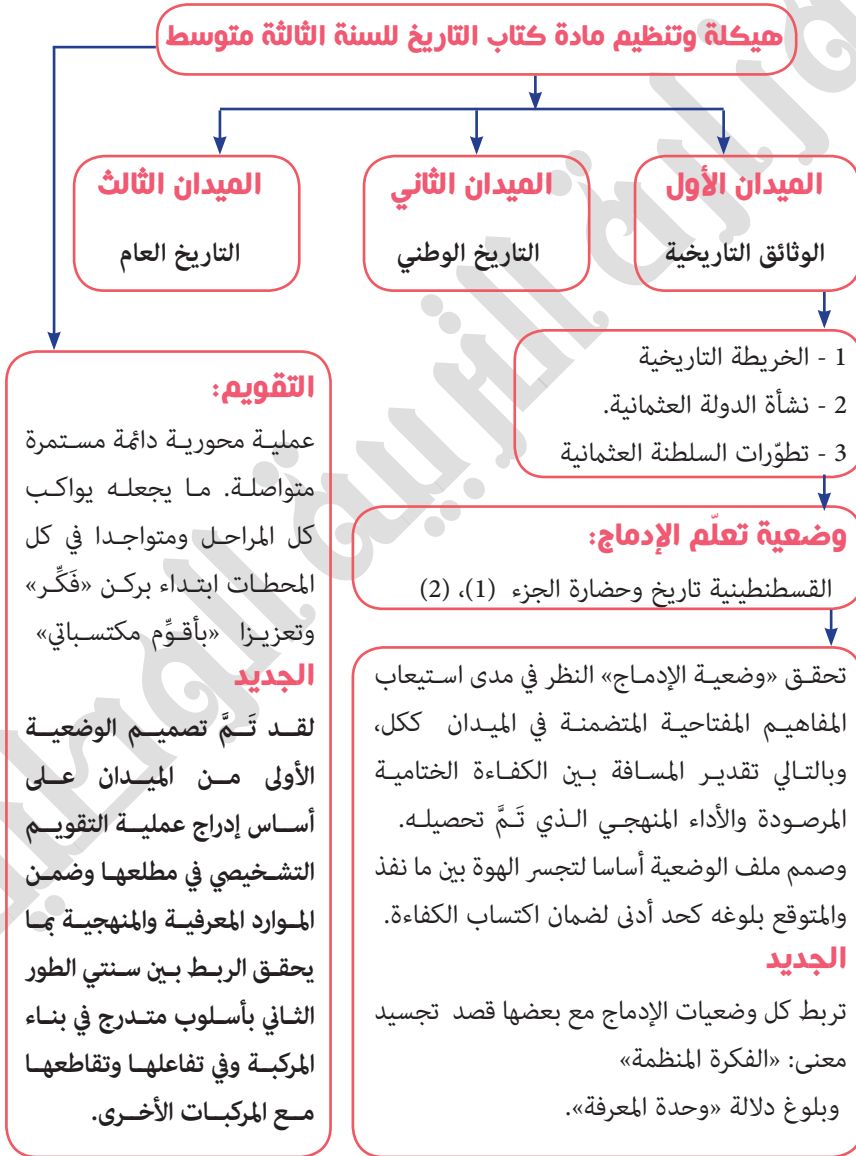 هيكلة وتنظيم مادة كتاب التاريخ للسنة الثالثة متوسط
الميدان الأول
الوثائق التاريخية
الميدان الثاني
التاريخ الوطني
الميدان الثالث
التاريخ العام
1 - الخريطة التاريخية
2 - نشأة الدولة العثمانية.
3 - تطوّرات السلطنة العثمانية
وضعية تعلّم الإدماج:
القسطنطينية تاريخ وحضارة الجزء (1)، (2)
تحقق «وضعية الإدماج» النظر في مدى استيعاب
المفاهيم المفتاحية المتضمنة في الميدان ككل،
وبالتالي تقدير المسافة بين الكفاءة الختامية
المرصودة والأداء المنهجي الذي تَمَّ تحصيله.
وصمم ملف الوضعية أساسا لتجسر الهوة بين ما نفذ
والمتوقع بلوغه كحد أدنى لضمان اكتساب الكفاءة.
الجديد
تربط كل وضعيات الإدماج مع بعضها قصد تجسيد
معنى: «الفكرة المنظمة»
وبلوغ دلالة «وحدة المعرفة».
التقويم:
عملية محورية دائمة مستمرة
متواصلة. ما يجعله يواكب
كل المراحل ومتواجدا في كل
المحطات ابتداء بركن «فَكِّر»
وتعزيزا «بأقوِّم مكتسباتي»
الجديد
لقد تَمَّ تصميم الوضعية
الأولى من الميدان على
أساس إدراج عملية التقويم
التشخيصي في مطلعها وضمن
الموارد المعرفية والمنهجية بما
يحقق الربط بين سنتي الطور
الثاني بأسلوب متدرج في بناء
المركبة وفي تفاعلها وتقاطعها
مع المركبات الأخرى.